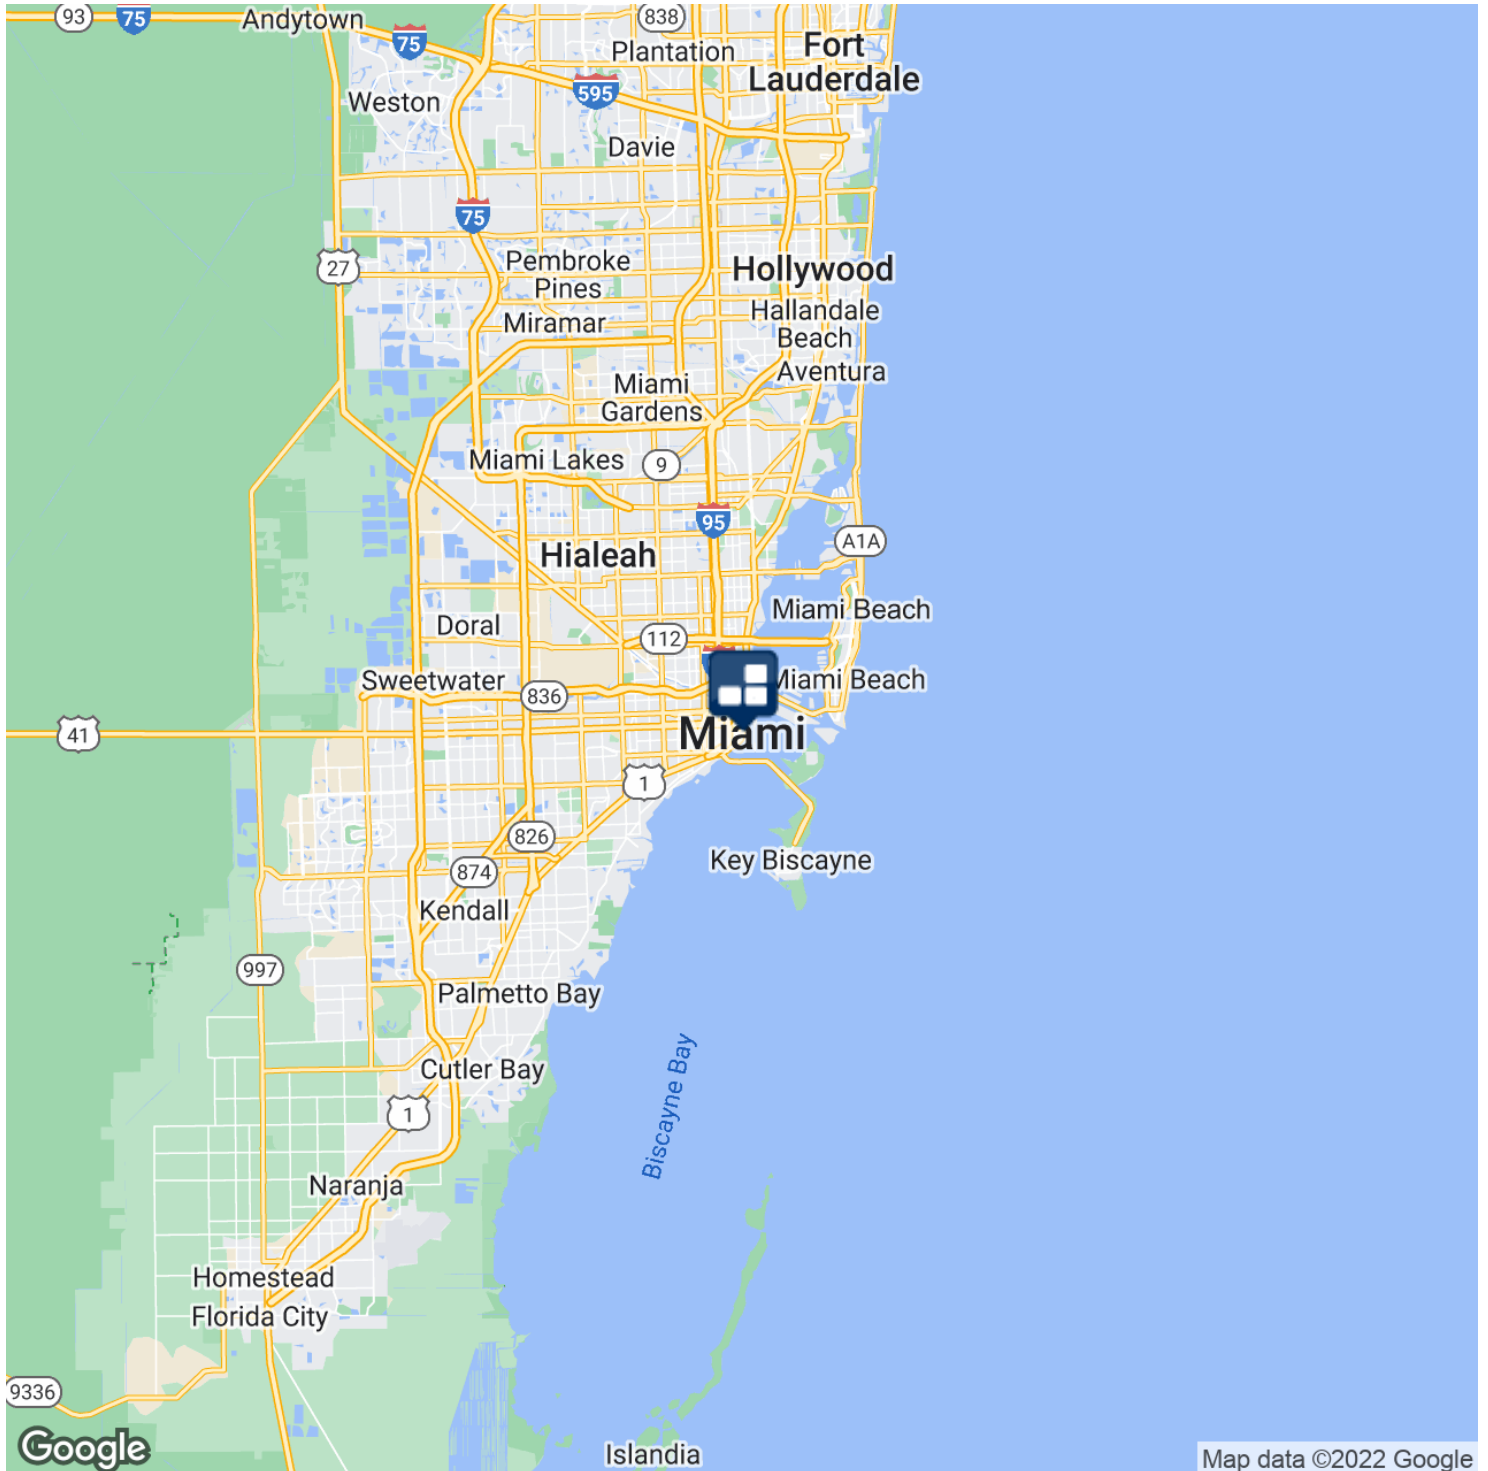 93
75
Andytown
75
838
Plantation
Fort
Lauderdale
595
Weston
Davie
75
27
Pembroke
Pines
Hollywood
Hallandale
Beach
Miramar
Aventura
Miami
Gardens
Miami Lakes
9
95
A1A
Hialeah
Miami Beach
Doral
112
Sweetwater
836
Miami Beach
41
Miami
1
826
874
Key Biscayne
Kendall
997
Palmetto Bay
Cutler Bay
Biscayne Bay
1
Naranja
Homestead
Florida City
9336
Google
Islandia
Map data ©2022 Google